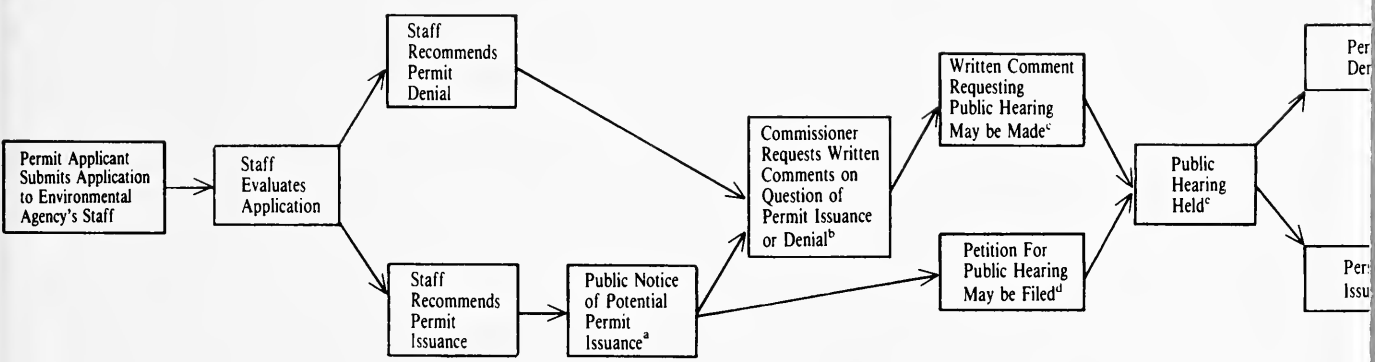 Permit Applicant
Submits Application
to Environmental
Agency's Staff
Staff
Evaluates
Application
Staff
Recommends
Permit
Denial
Staff
Recommends
Permit
Issuance
Public Notice
of Potential
Permit
Issuanceᵃ
Commissioner
Requests Written
Comments on
Question of
Permit Issuance
or Denialᵇ
Written Comment
Requesting
Public Hearing
May be Madeᶜ
Petition For
Public Hearing
May be Filedᵈ
Public
Hearing
Heldᶜ